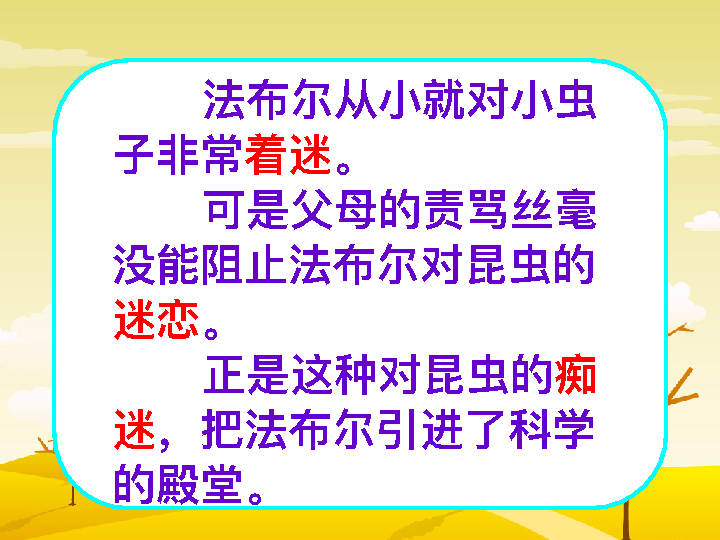 法布尔从小就对小虫
子非常着迷。
可是父母的责骂丝毫
没能阻止法布尔对昆虫的
迷恋。
正是这种对昆虫的痴
迷，把法布尔引进了科学
的殿堂。